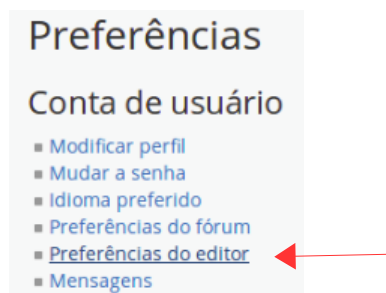 Preferências
Conta de usuário
Modificar perfil
Mudar a senha
Idioma preferido
Preferências do fórum
Preferências do editor
Mensagens